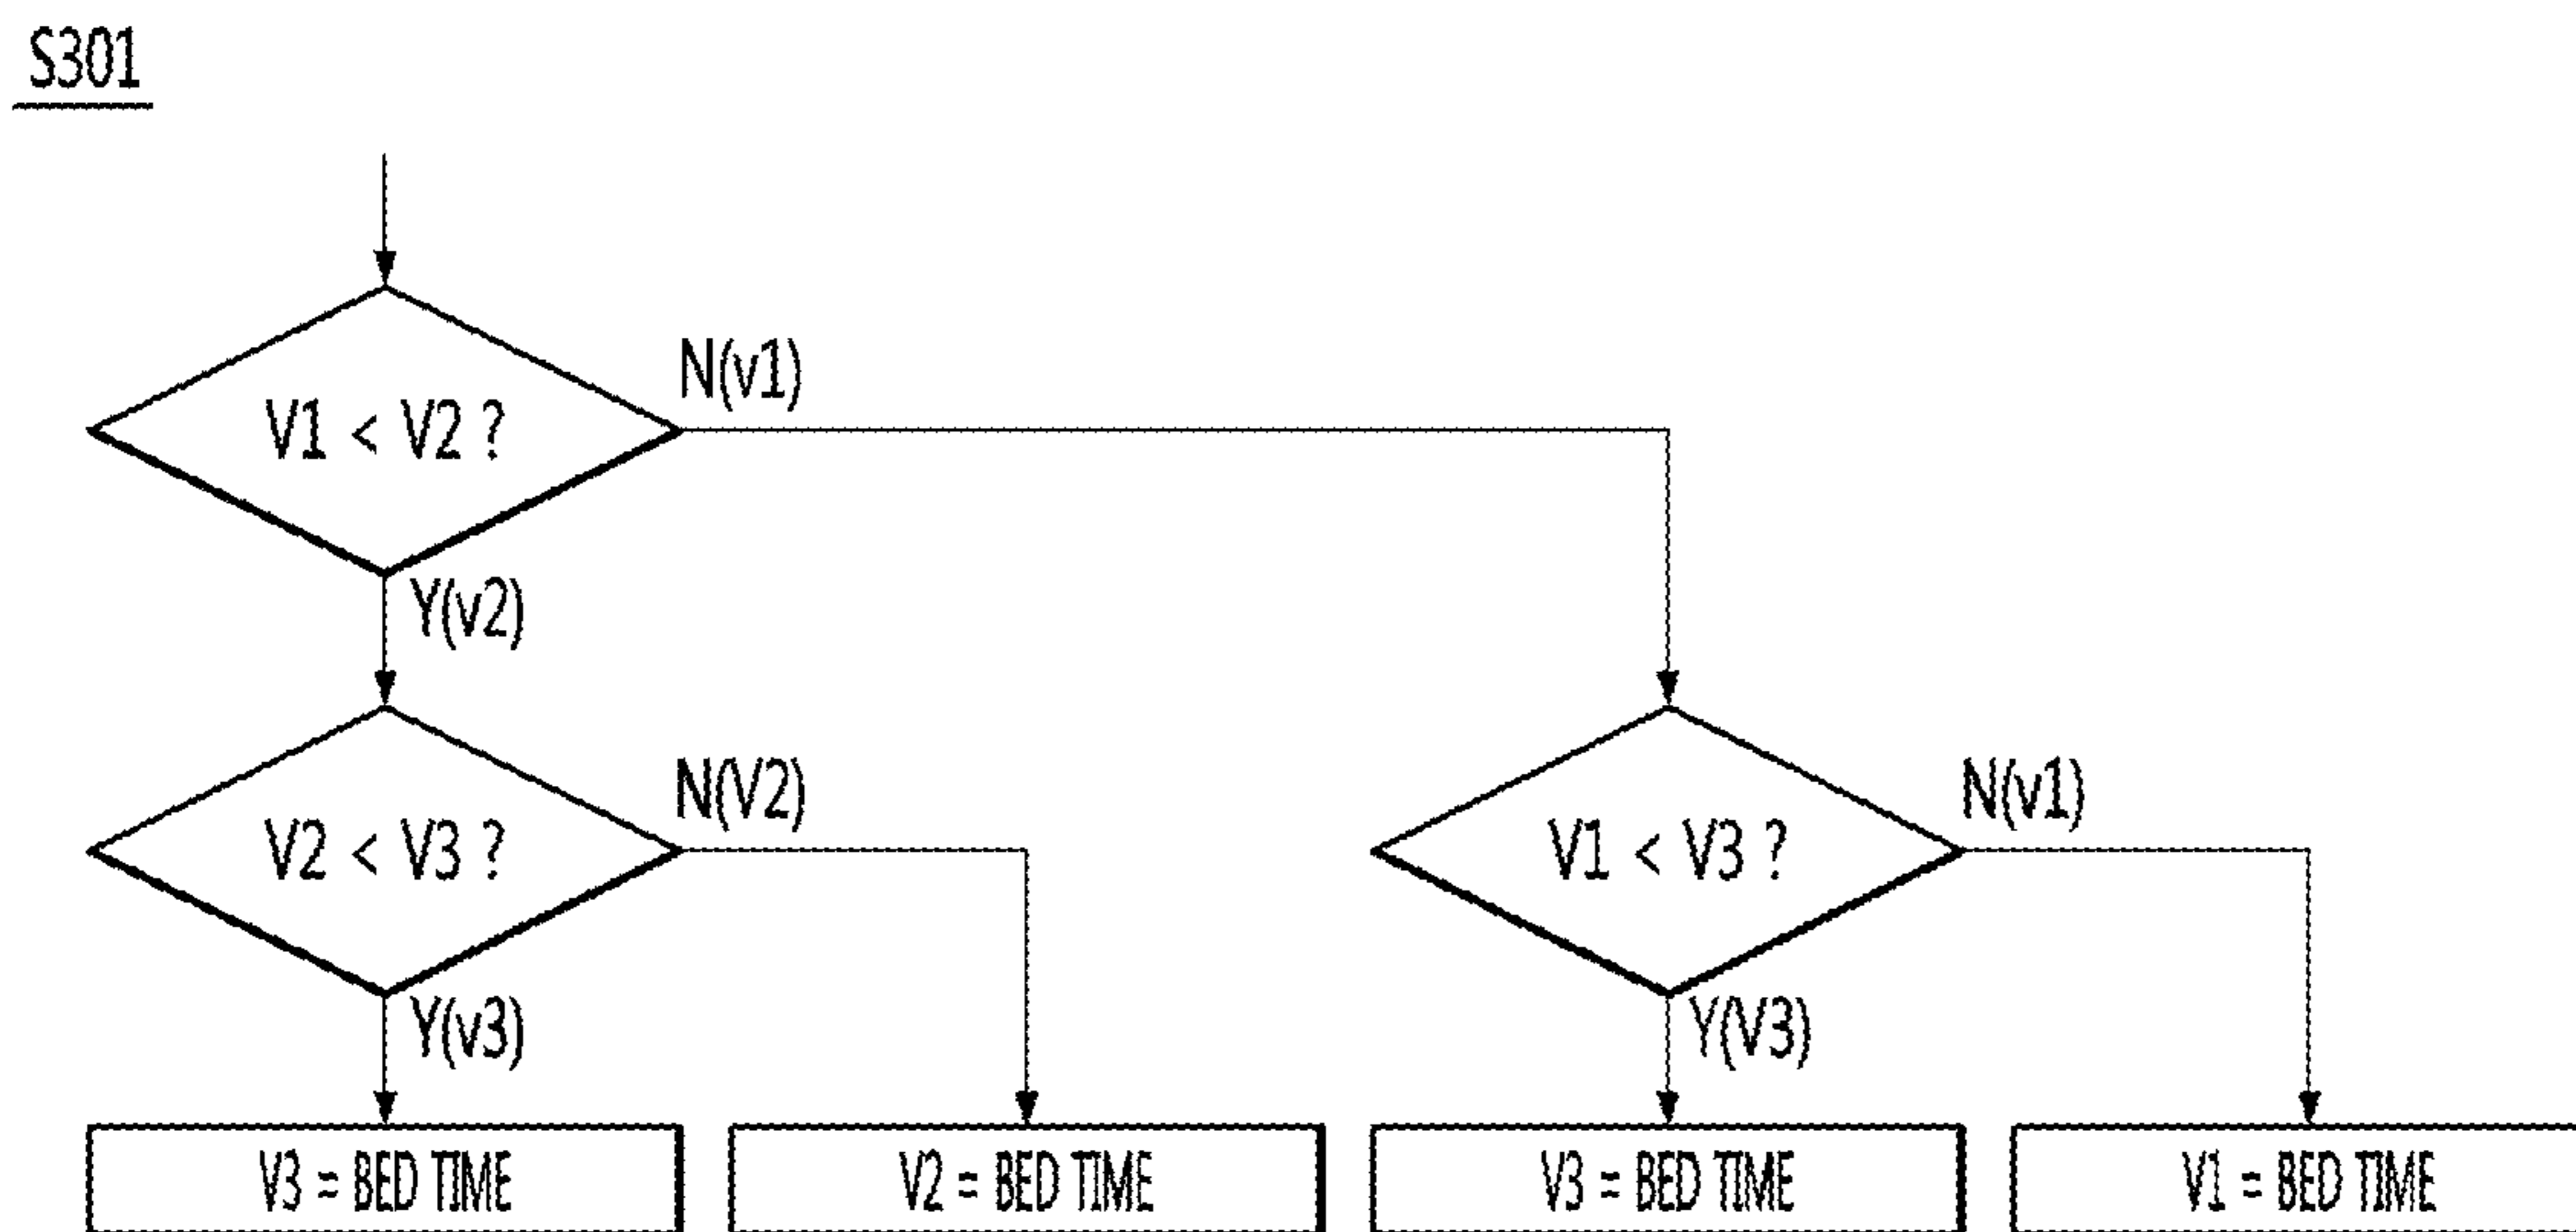 S301
N(v1)
V1 < V2 ?
Y(v2)
N(V2)
N(v1)
V2 < V3 ?
V1 < V3 ?
Y(v3)
Y(V3)
V3 = BED TIME
V2 = BED TIME
V3 = BED TIME
V1 = BED TIME